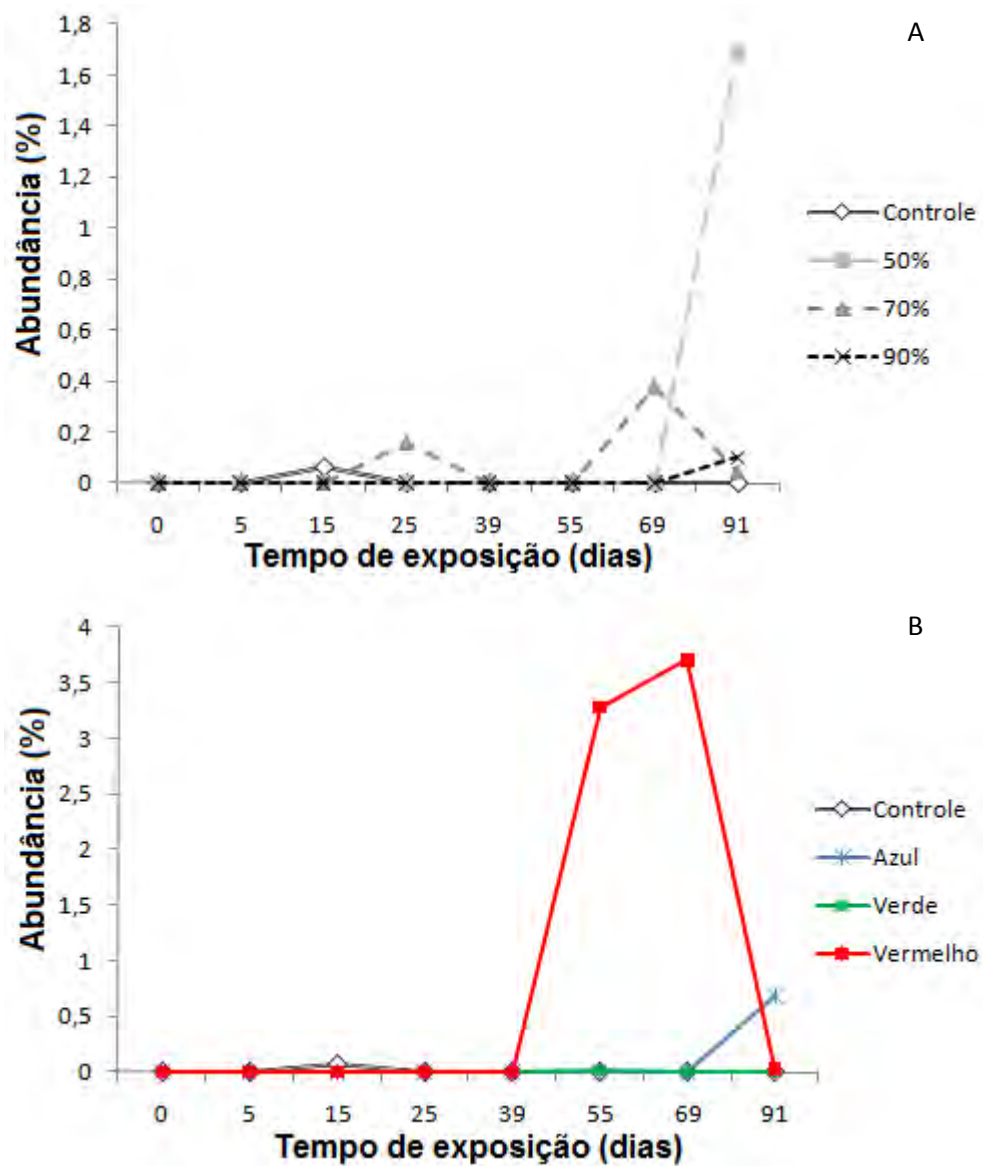 A
1,8
1,6
1,4
1,2
1
0,8
0,6
0,4
0,2
0
Abundância (%)
0 5 15 25 39 55 69 91
Tempo de exposição (dias)
Controle
50%
70%
90%
B
4
3,5
3
2,5
2
1,5
1
0,5
0
Abundância (%)
0 5 15 25 39 55 69 91
Tempo de exposição (dias)
Controle
Azul
Verde
Vermelho